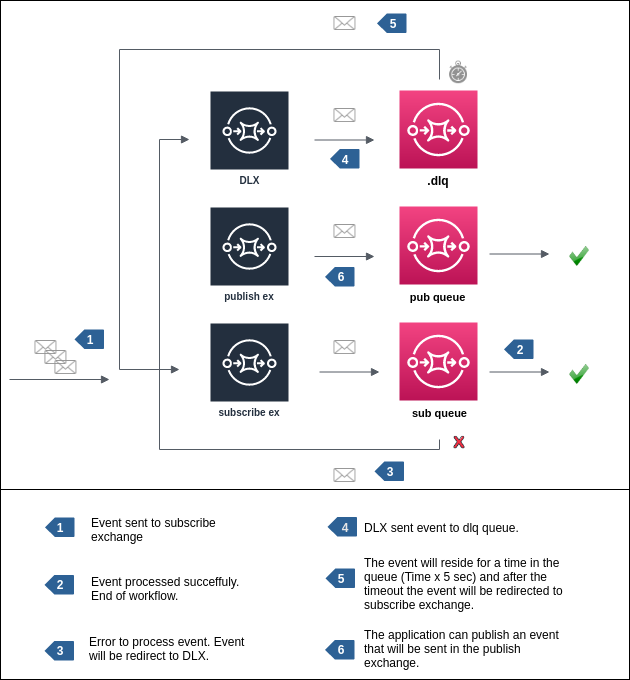 5
4
DLX
.dlq
6
publish ex
pub queue
1
2
subscribe ex
sub queue
3
1
Event sent to subscribe
exchange
2
Event processed succeffuly.
End of workflow.
3
Error to process event. Event
will be redirect to DLX.
4
DLX sent event to dlq queue.
5
The event will reside for a time in the
queue (Time x 5 sec) and after the
timeout the event will be redirected to
subscribe exchange.
6
The application can publish an event
that will be sent in the publish
exchange.